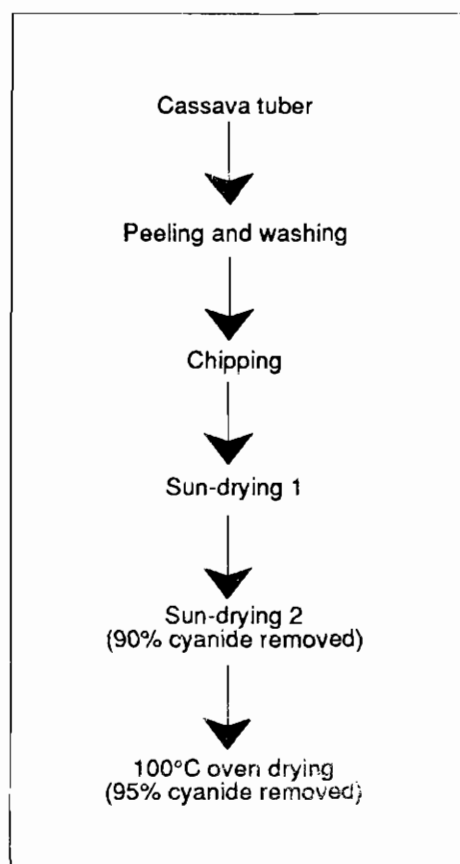 Cassava tuber
Peeling and washing
Chipping
Sun-drying 1
Sun-drying 2
(90% cyanide removed)
100°C oven drying
(95% cyanide removed)